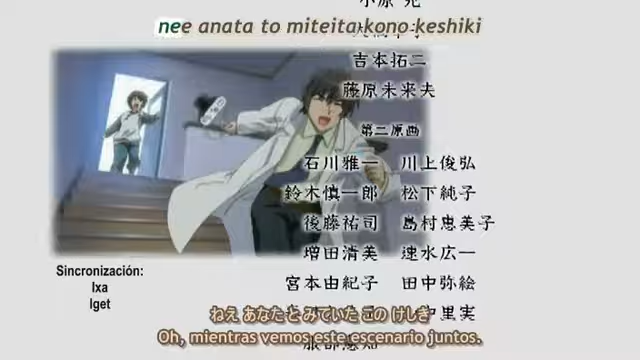 nee anata to miteita kono keshiki
吉本拓二
藤原未来夫
第二原画
石川雅一 川上俊弘
鈴木慎一郎 松下純子
後藤祐司 島村恵美子
増田清美 速水広一
宮本由紀子 田中弥絵
Sincronización:
Ixa
Iget
ねえ あなたと みていた この けしき
Oh, mientras vemos este escenario juntos.